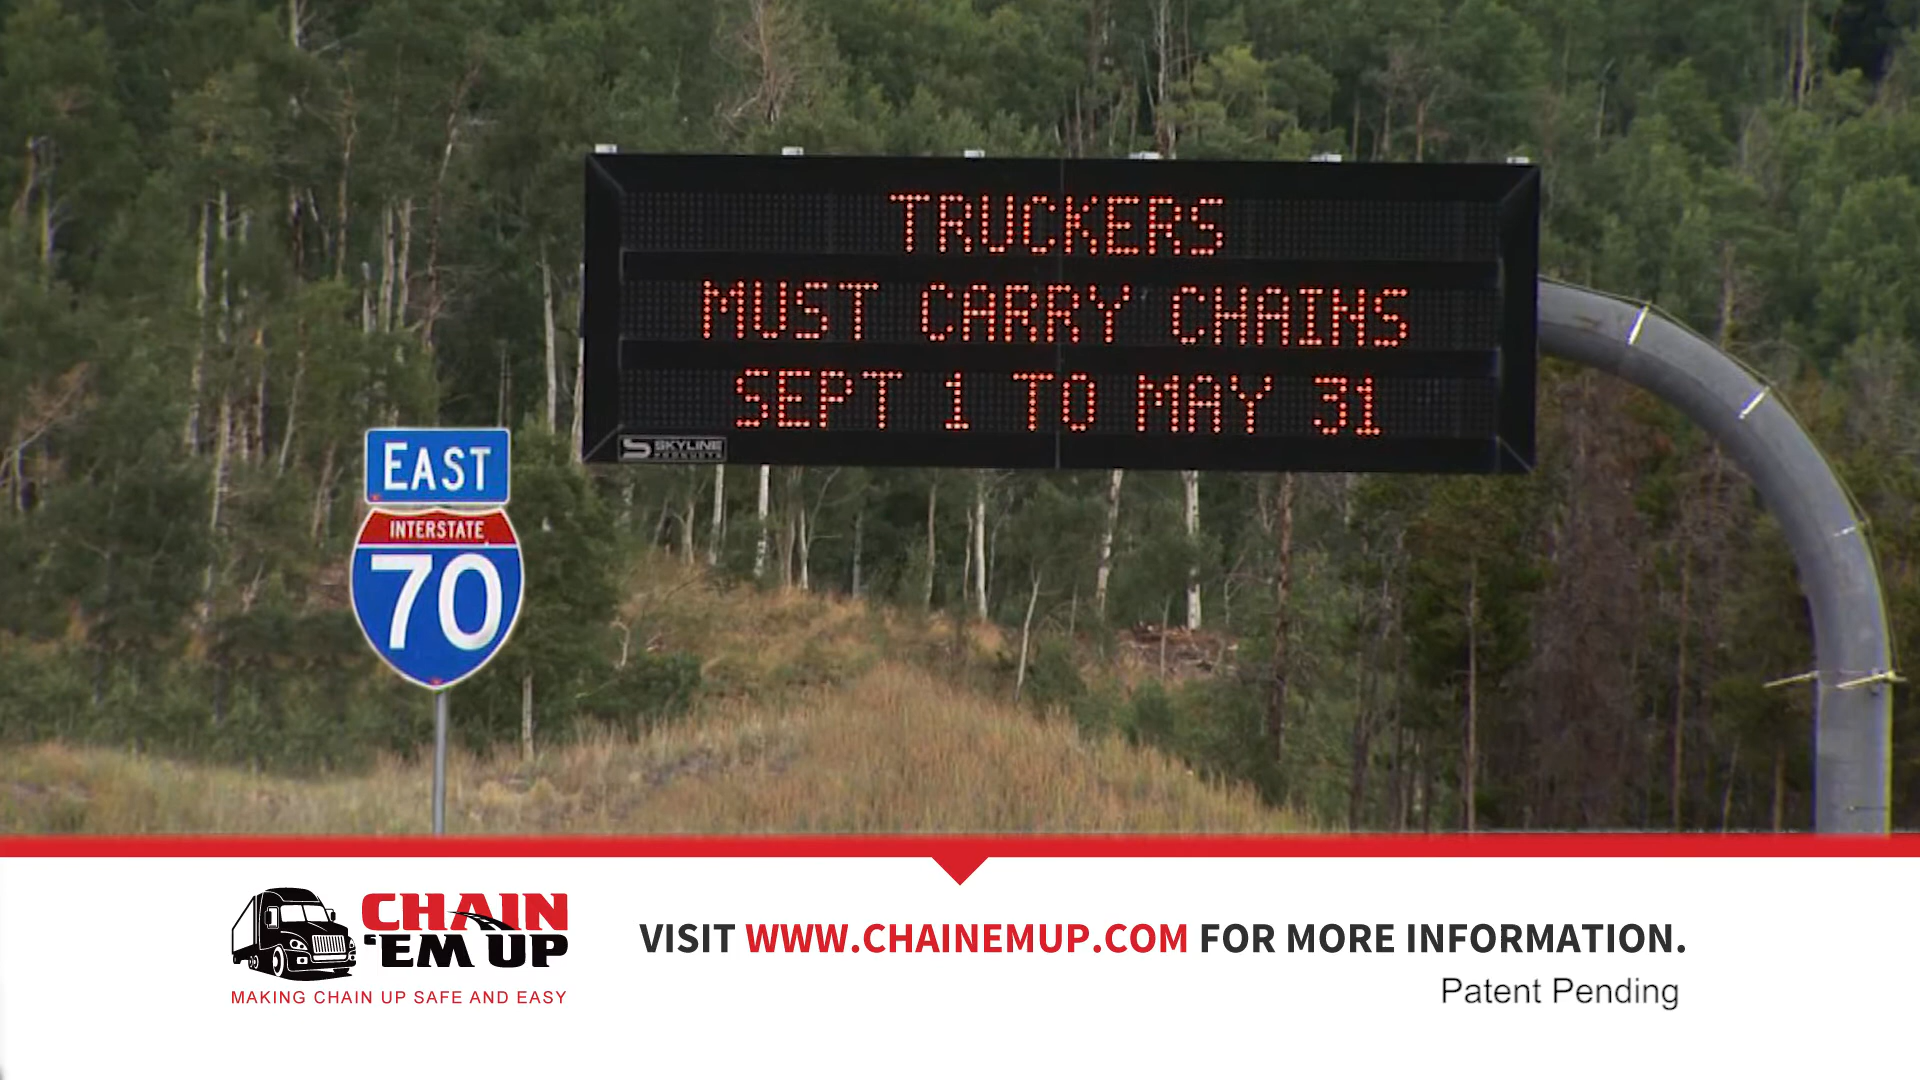 TRUCKERS
MUST CARRY CHAINS
SEPT 1 TO MAY 31
SKYLINE
PRODUCTS
EAST
INTERSTATE
70
CHAIN
'EM UP
MAKING CHAIN UP SAFE AND EASY
VISIT WWW.CHAINEMUP.COM FOR MORE INFORMATION.
Patent Pending